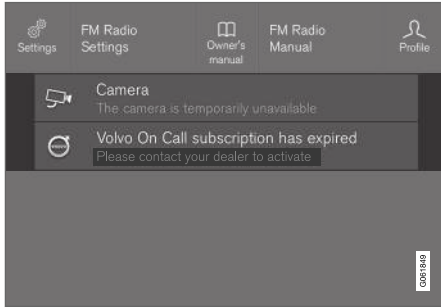 Settings
FM Radio
Settings
Owner's
manual
FM Radio
Manual
Profile
Camera
The camera is temporarily unavailable
Volvo On Call subscription has expired
Please contact your dealer to activate
G061849